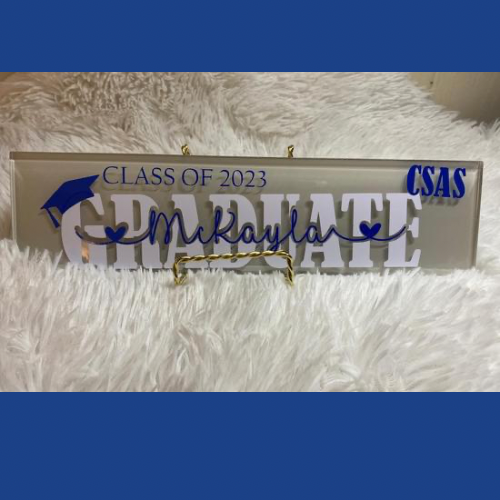 CLASS OF 2023
CSAS
GRADUATE
McKayla